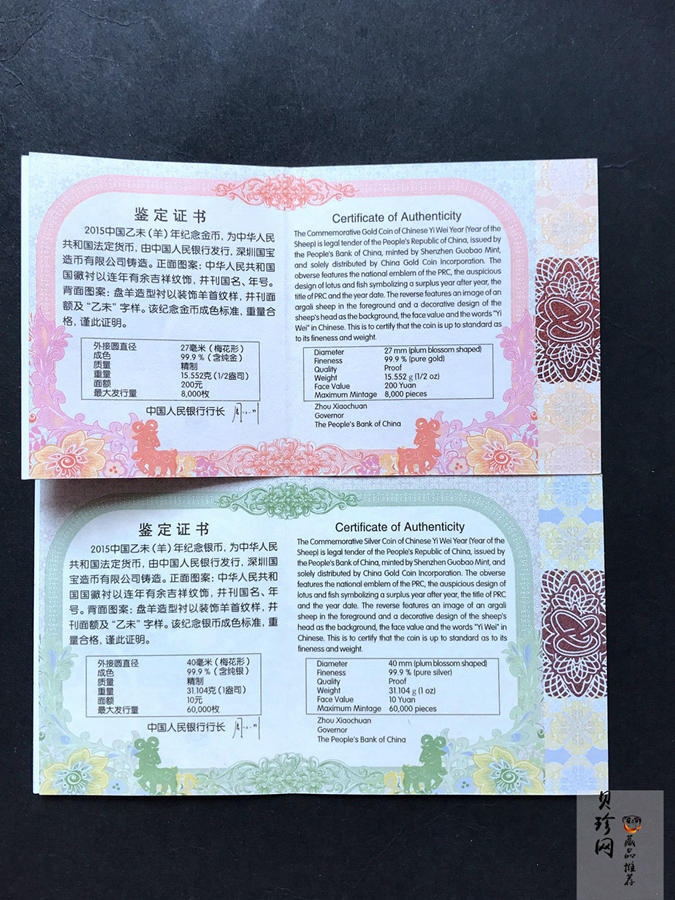 鉴定证书
2015中国乙未(羊)年纪念金币,为中华人民
共和国法定货币,由中国人民银行发行,深圳国宝
造币有限公司铸造。正面图案:中华人民共和国
国徽衬以连年有余吉祥纹饰,并刊国名、年号。
背面图案:盘羊造型衬以装饰羊首纹样,井刊面
额及“乙未”字样。该纪念金币成色标准,重量合
格,谨此证明。
外接圆直径 27毫米(梅花形)
成色 99.9%(含纯金)
质量 精制
重量 15.552克(1/2盎司)
面额 200元
最大发行量 8,000枚
中国人民银行行长
Certificate of Authenticity
The Commemorative Gold Coin of Chinese Yi Wei Year (Year of the
Sheep) is legal tender of the People's Republic of China, issued by
the People's Bank of China, minted by Shenzhen Guobao Mint,
and solely distributed by China Gold Coin Incorporation. The
obverse features the national emblem of the PRC, the auspicious
design of lotus and fish symbolizing a surplus year after year, the
title of PRC and the year date. The reverse features an image of an
argali sheep in the foreground and a decorative design of the
sheep's head as background, the face value and the words "Yi
Wei" in Chinese. This is to certify that the coin is up to standard as
to its fineness and weight.
Diameter 27 mm (plum blossom shaped)
Fineness 99.9 % (pure gold)
Quality Proof
Weight 15.552 g (1/2 oz)
Face Value 200 Yuan
Maximum Mintage 8,000 pieces
Zhou Xiaochuan
Governor
The People's Bank of China
鉴定证书
2015中国乙未(羊)年纪念银币,为中华人民
共和国法定货币,由中国人民银行发行,深圳国
宝造币有限公司铸造。正面图案:中华人民共和
国国徽衬以连年有余吉祥纹饰,并刊国名、年
号。背面图案:盘羊造型衬以装饰羊首纹样,井
刊面额及“乙未”字样。该纪念银币成色标准,重
量合格,谨此证明。
外接圆直径 40毫米(梅花形)
成色 99.9%(含纯银)
质量 精制
重量 31.104克(1盎司)
面额 10元
最大发行量 60,000枚
中国人民银行行长
Certificate of Authenticity
The Commemorative Silver Coin of Chinese Yi Wei Year (Year of the
Sheep) is legal tender of the People's Republic of China, issued by
the People's Bank of China, minted by Shenzhen Guobao Mint, and
solely distributed by China Gold Coin Incorporation. The obverse
features the national emblem of the PRC, the auspicious design of
lotus and fish symbolizing a surplus year after year, the title of PRC
and the year date. The reverse features an image of an argali
sheep in the foreground and a decorative design of the sheep's
head as the background, the face value and the words "Yi Wei" in
Chinese. This is to certify that the coin is up to standard as to its
fineness and weight.
Diameter 40 mm (plum blossom shaped)
Fineness 99.9 % (pure silver)
Quality Proof
Weight 31.104 g (1 oz)
Face Value 10 Yuan
Maximum Mintage 60,000 pieces
Zhou Xiaochuan
Governor
The People's Bank of China
贝珍网
藏品推荐